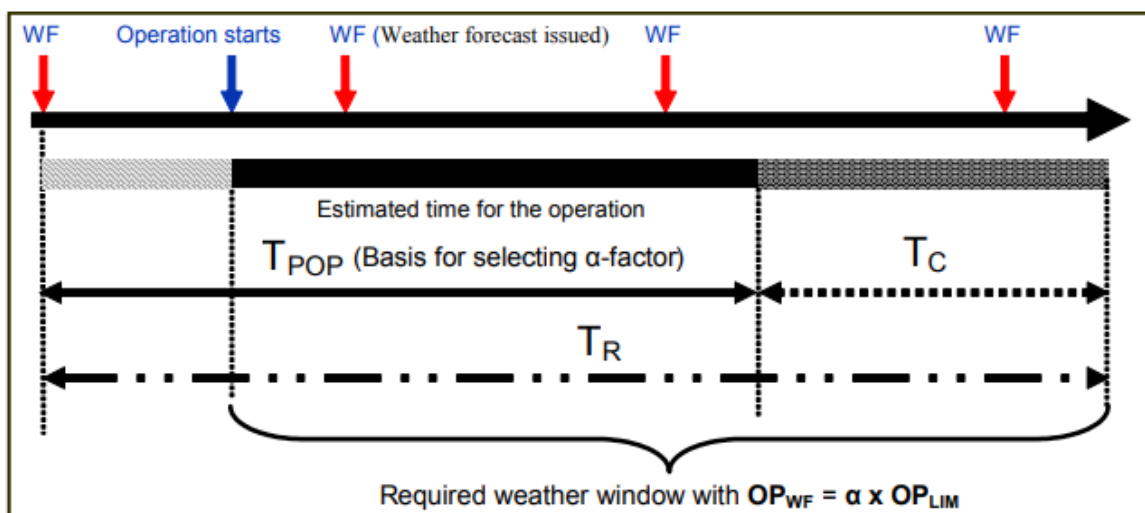 WF Operation starts WF (Weather forecast issued) WF WF
Estimated time for the operation
TPOP (Basis for selecting α-factor) TC
TR
Required weather window with OPWF = α x OPLIM